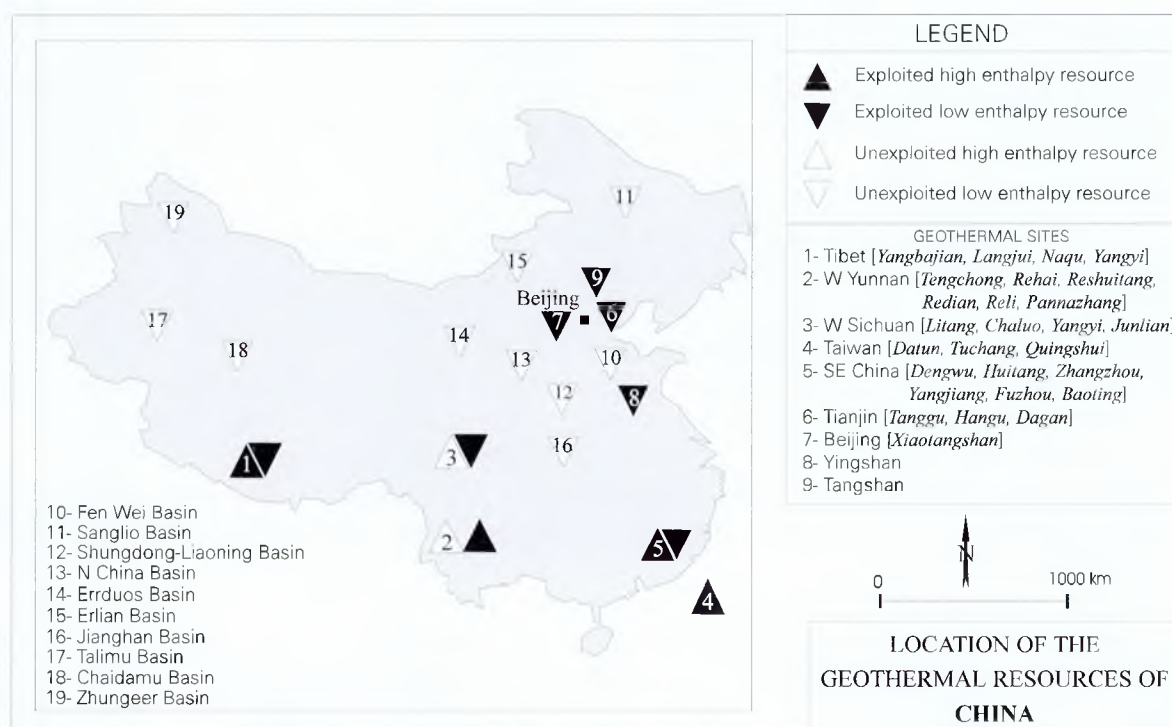 LEGEND
Exploited high enthalpy resource
Exploited low enthalpy resource
Unexploited high enthalpy resource
Unexploited low enthalpy resource
GEOTHERMAL SITES
1- Tibet [Yangbajian, Langjui, Naqu, Yangyi]
2- W Yunnan [Tengchong, Rehai, Reshuitang,
Redian, Reli, Pannazhang]
3- W Sichuan [Litang, Chaluo, Yangyi, Junlian]
4- Taiwan [Datun, Tuchang, Quingshui]
5- SE China [Dengwu, Huitang, Zhangzhou,
Yangjiang, Fuzhou, Baoting]
6- Tianjin [Tanggu, Hangu, Dagan]
7- Beijing [Xiaotangshan]
8- Yingshan
9- Tangshan
19
11
15
9
Beijing
7
6
17
14
18
13
10
12
8
16
1
3
2
5
4
10- Fen Wei Basin
11- Sanglio Basin
12- Shungdong-Liaoning Basin
13- N China Basin
14- Errduos Basin
15- Erlian Basin
16- Jianghan Basin
17- Talimu Basin
18- Chaidamu Basin
19- Zhungeer Basin
N
0 1000 km
LOCATION OF THE
GEOTHERMAL RESOURCES OF
CHINA